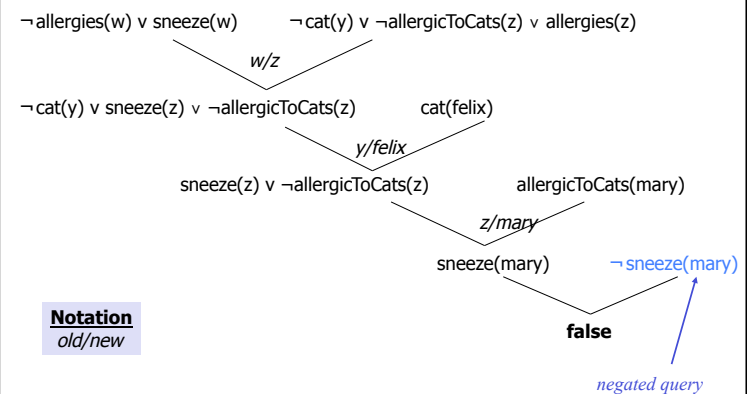 ¬allergies(w) v sneeze(w) ¬cat(y) v ¬allergicToCats(z) v allergies(z)
w/z
¬cat(y) v sneeze(z) v ¬allergicToCats(z) cat(felix)
y/felix
sneeze(z) v ¬allergicToCats(z) allergicToCats(mary)
z/mary
sneeze(mary) ¬sneeze(mary)
Notation
old/new
false
negated query